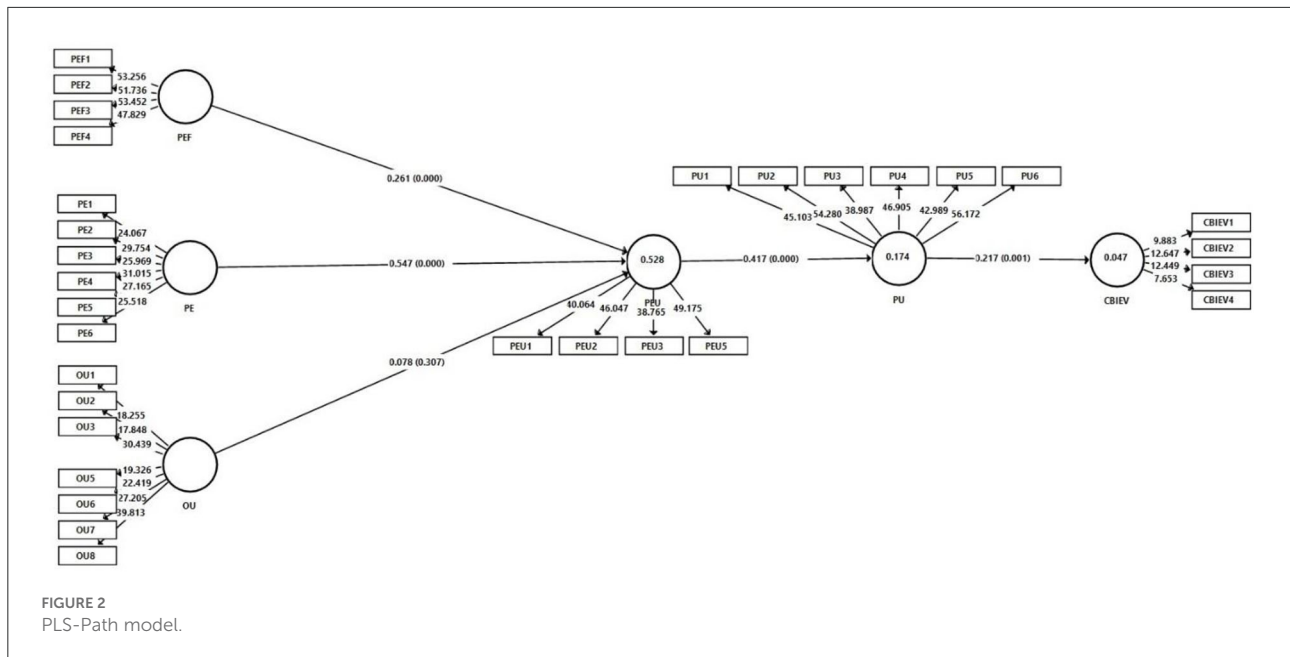 PEF1
53.256
PEF2
51.736
PEF3
53.452
47.829
PEF4
PEF
0.261 (0.000)
PE1
24.067
PE2
29.754
PE3
25.969
31.015
PE4
27.165
PE5
25.518
PE6
PE
0.547 (0.000)
OU1
18.255
OU2
17.848
OU3
30.439
19.326
OU5
22.419
OU6
27.205
39.813
OU7
OU8
OU
0.078 (0.307)
0.528
PEU
40.064
46.047
38.765
49.175
PEU1
PEU2
PEU3
PEU5
0.417 (0.000)
PU1
PU2
PU3
PU4
PU5
PU6
45.103
54.280
38.987
46.905
42.989
56.172
0.174
PU
0.217 (0.001)
0.047
CBIEV
9.883
12.647
12.449
7.653
CBIEV1
CBIEV2
CBIEV3
CBIEV4
FIGURE 2
PLS-Path model.